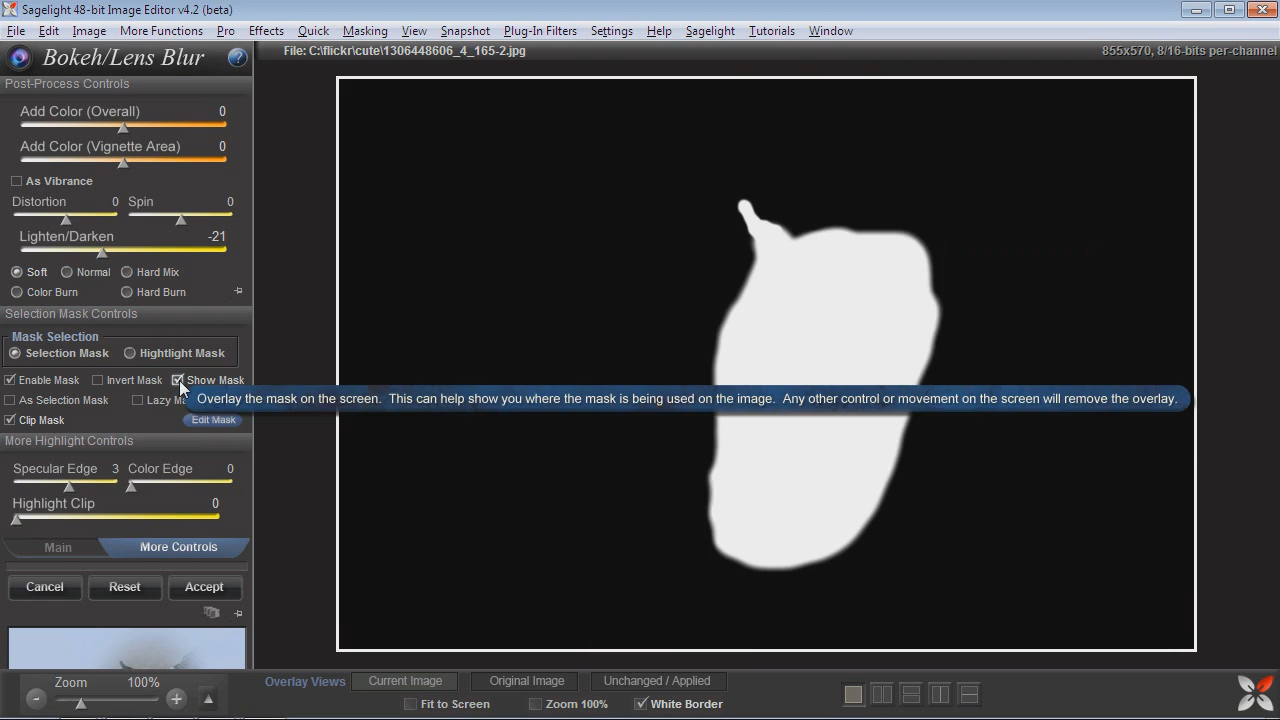 Sagelight 48-bit Image Editor v4.2 (beta)
File Edit Image More Functions Pro Effects Quick Masking View Snapshot Plug-In Filters Settings Help Sagelight Tutorials Window
Bokeh/Lens Blur ?
File: C:\flickr\cute\1306448606_4_165-2.jpg
855x570, 8/16-bits per-channel
Post-Process Controls
Add Color (Overall) 0
Add Color (Vignette Area) 0
As Vibrance
Distortion 0 Spin 0
Lighten/Darken -21
Soft Normal Hard Mix
Color Burn Hard Burn
Selection Mask Controls
Mask Selection
Selection Mask Hightlight Mask
Enable Mask Invert Mask Show Mask
Overlay the mask on the screen. This can help show you where the mask is being used on the image. Any other control or movement on the screen will remove the overlay.
As Selection Mask Lazy
Clip Mask Edit Mask
More Highlight Controls
Specular Edge 3 Color Edge 0
Highlight Clip 0
Main More Controls
Cancel Reset Accept
Zoom 100%
Overlay Views Current Image Original Image Unchanged / Applied
Fit to Screen Zoom 100% White Border